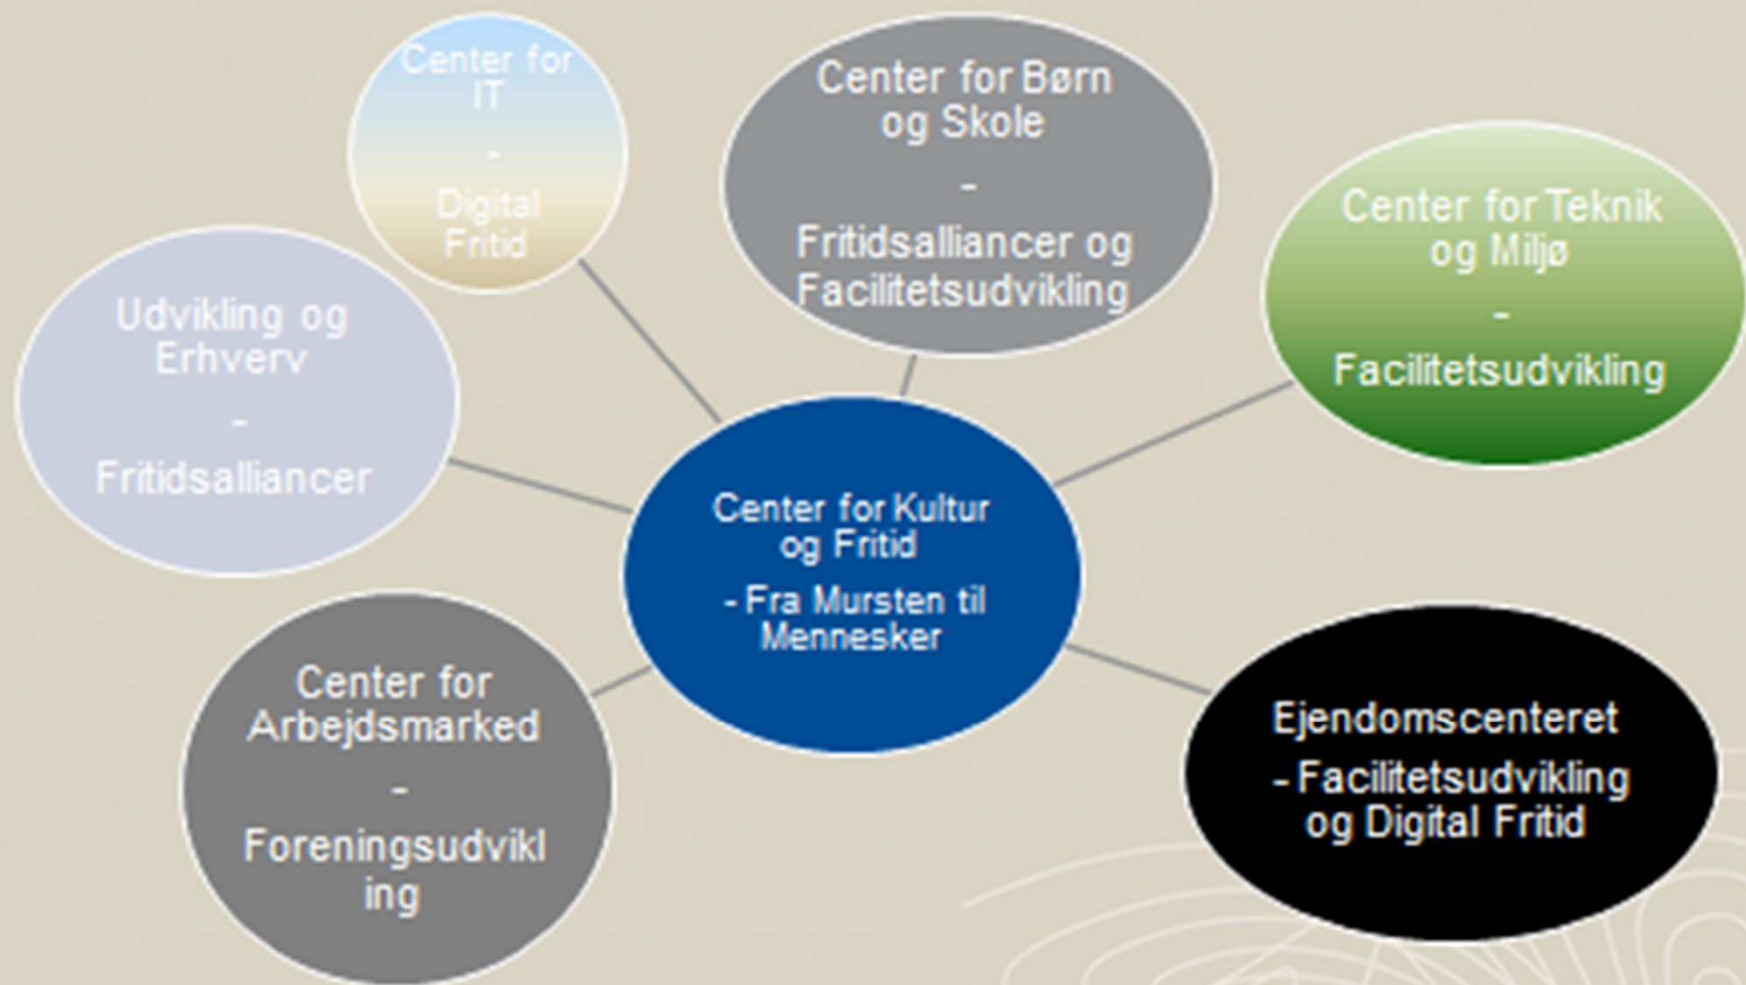 Center for
IT
-
Digital
Fritid
Center for Børn
og Skole
-
Fritidsalliancer og
Facilitetsudvikling
Center for Teknik
og Miljø
-
Facilitetsudvikling
Udvikling og
Erhverv
-
Fritidsalliancer
Center for Kultur
og Fritid
- Fra Mursten til
Mennesker
Center for
Arbejdsmarked
-
Foreningsudvikl
ing
Ejendomscenteret
- Facilitetsudvikling
og Digital Fritid